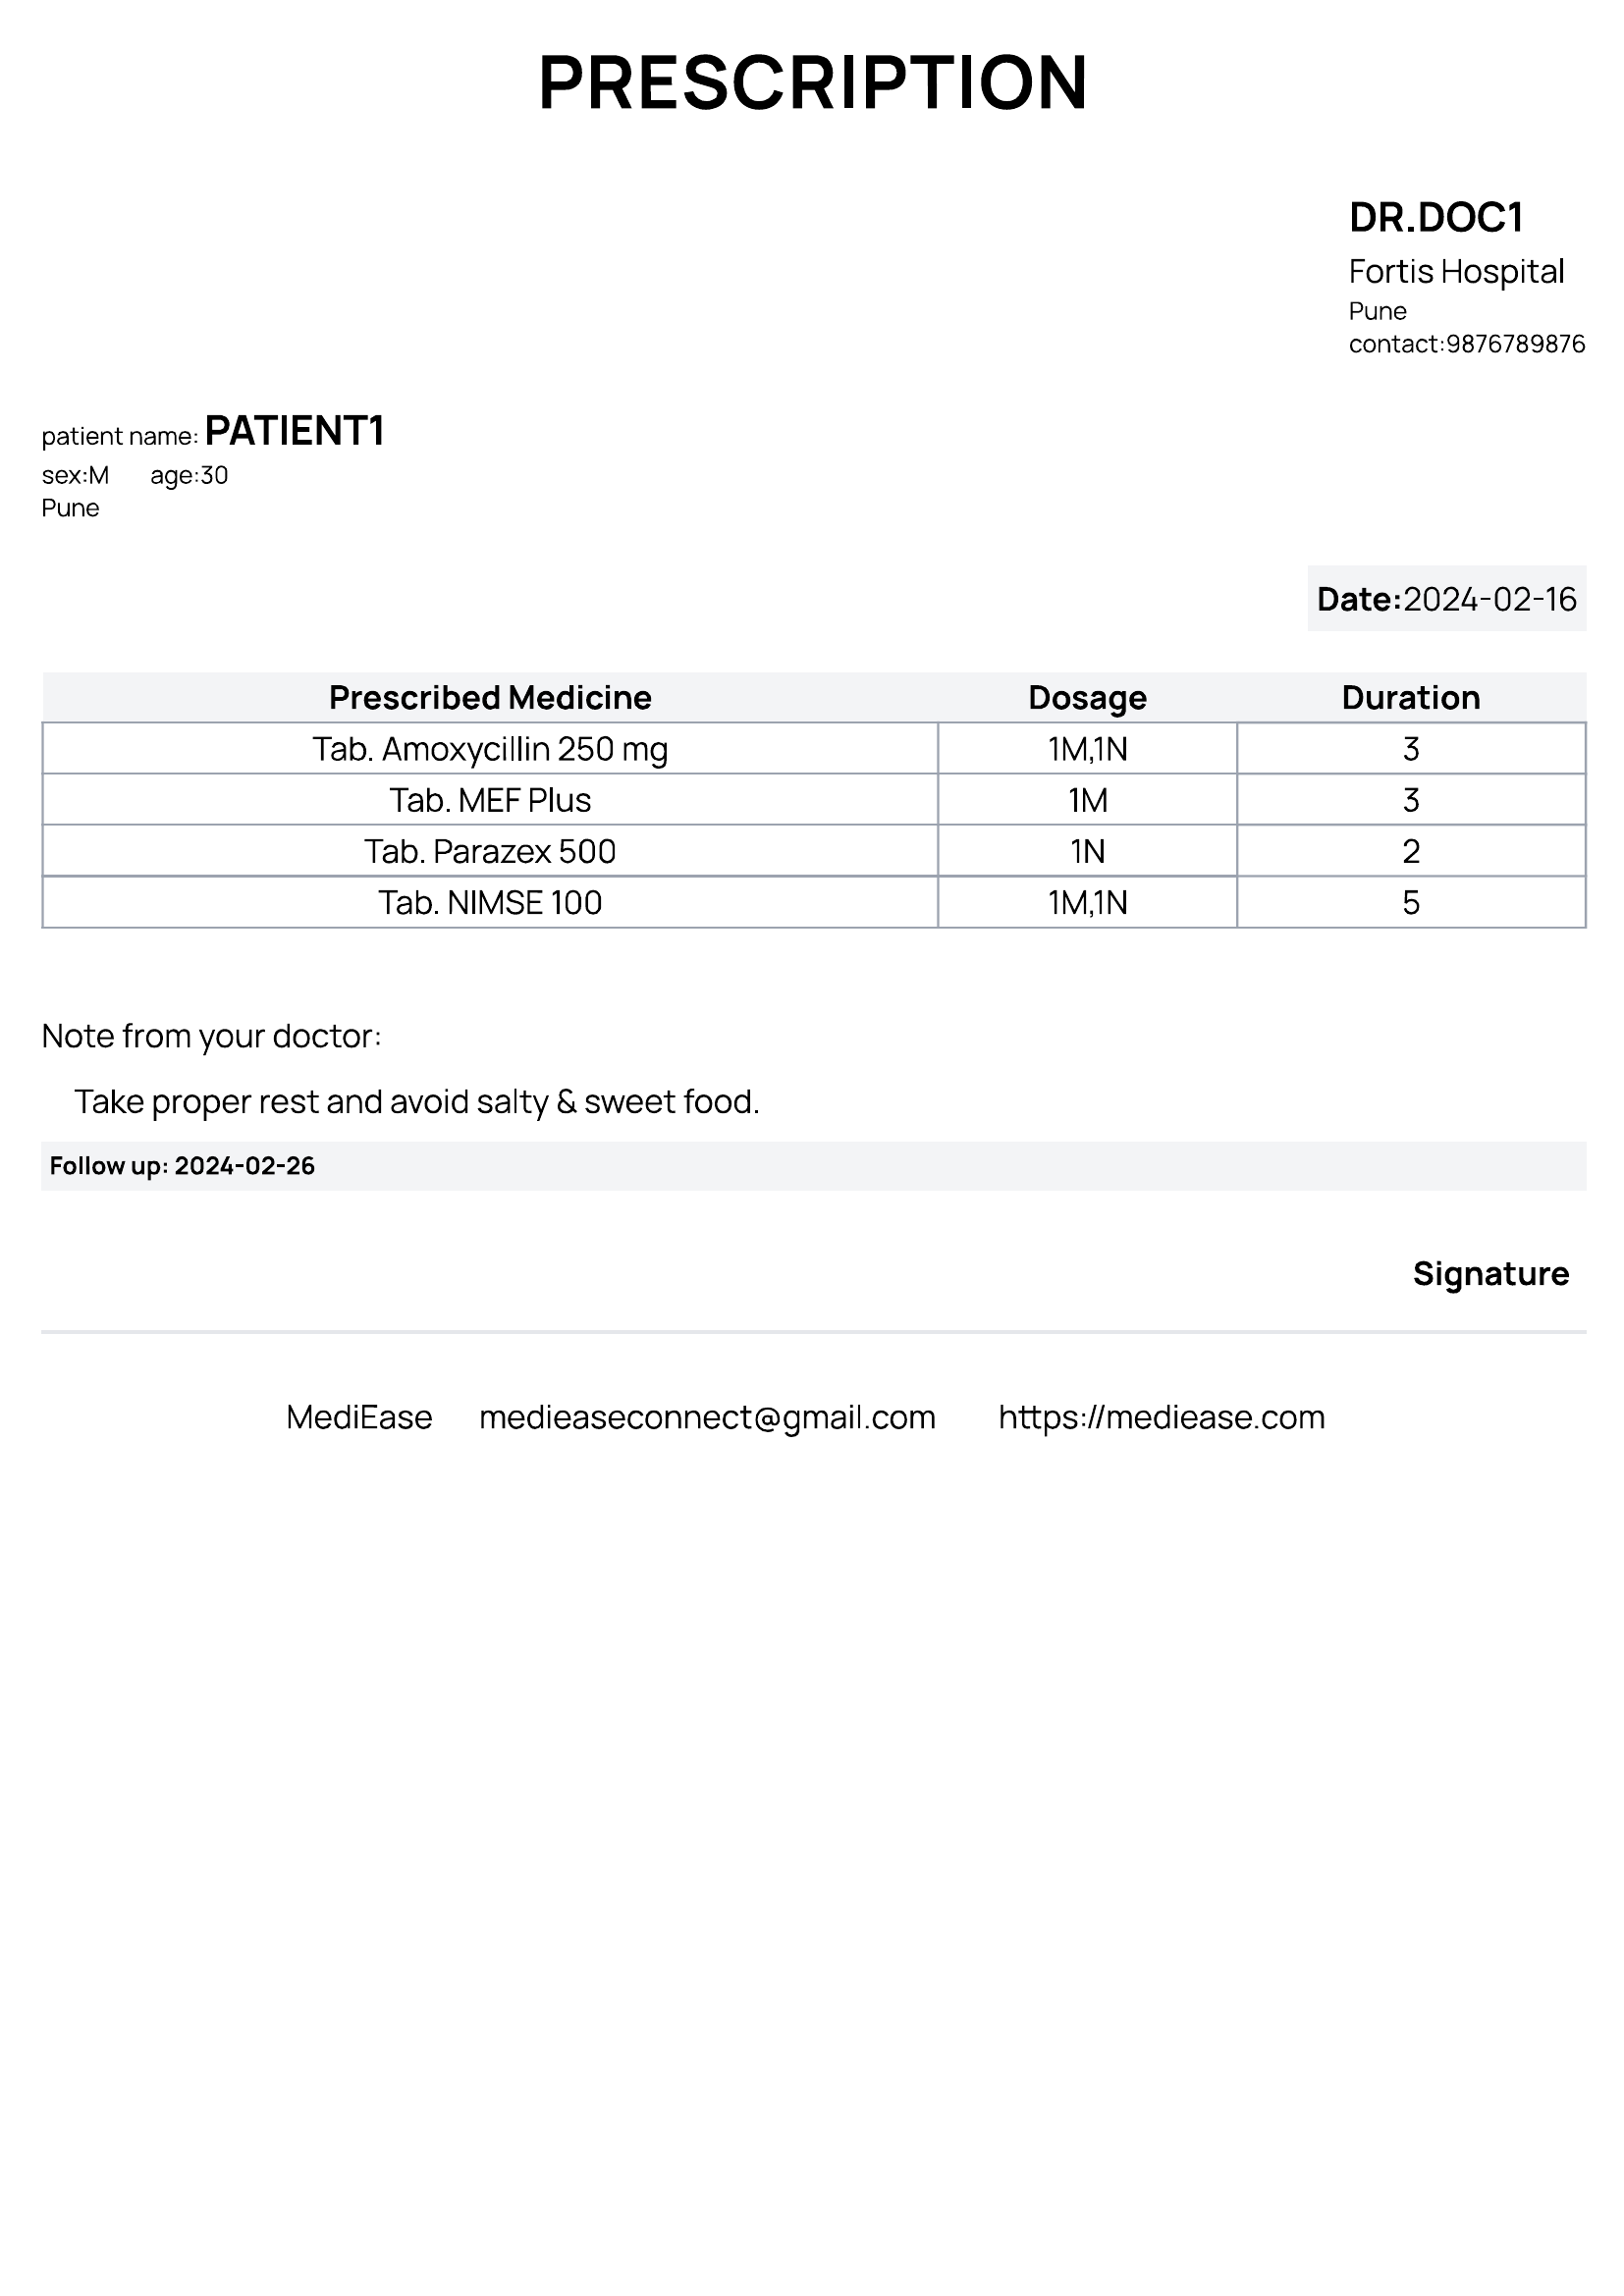 PRESCRIPTION
DR.DOC1
Fortis Hospital
Pune
contact:9876789876
patient name: PATIENT1
sex:M age:30
Pune
Date:2024-02-16
Prescribed Medicine Dosage Duration
Tab. Amoxycillin 250 mg 1M,1N 3
Tab. MEF Plus 1M 3
Tab. Parazex 500 1N 2
Tab. NIMSE 100 1M,1N 5
Note from your doctor:
Take proper rest and avoid salty & sweet food.
Follow up: 2024-02-26
Signature
MediEase medieaseconnect@gmail.com https://mediease.com